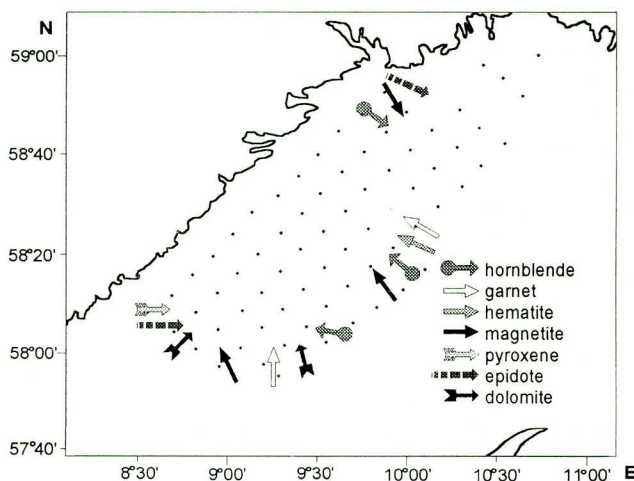 N
59°00'
58°40'
58°20'
58°00'
57°40'
hornblende
garnet
hematite
magnetite
pyroxene
epidote
dolomite
8°30' 9°00' 9°30' 10°00' 10°30' 11°00' E